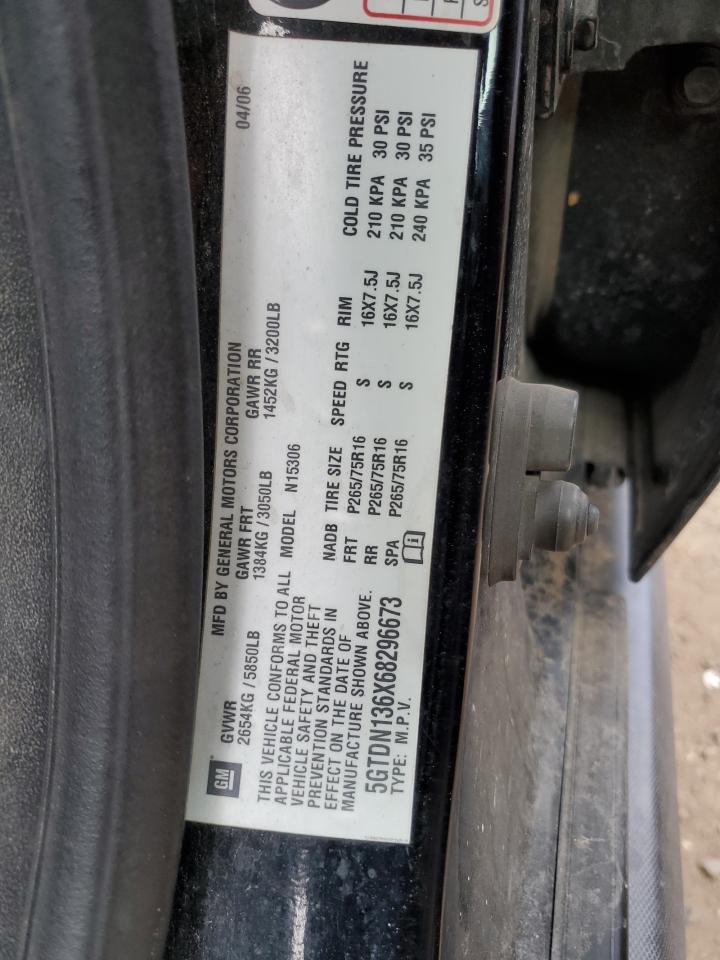 GM
MFD BY GENERAL MOTORS CORPORATION 04/06
GVWR GAWR FRT GAWR RR
2654KG/5850LB 1384KG/3050LB 1452KG/3200LB
THIS VEHICLE CONFORMS TO ALL
APPLICABLE FEDERAL MOTOR
VEHICLE SAFETY AND THEFT
PREVENTION STANDARDS IN
EFFECT ON THE DATE OF
MANUFACTURE SHOWN ABOVE.
5GTDN136X68296673
TYPE: M.P.V.
MODEL N15306
NADB TIRE SIZE SPEED RTG RIM COLD TIRE PRESSURE
FRT P265/75R16 S 16X7.5J 210 KPA 30 PSI
RR P265/75R16 S 16X7.5J 210 KPA 30 PSI
SPA P265/75R16 S 16X7.5J 240 KPA 35 PSI